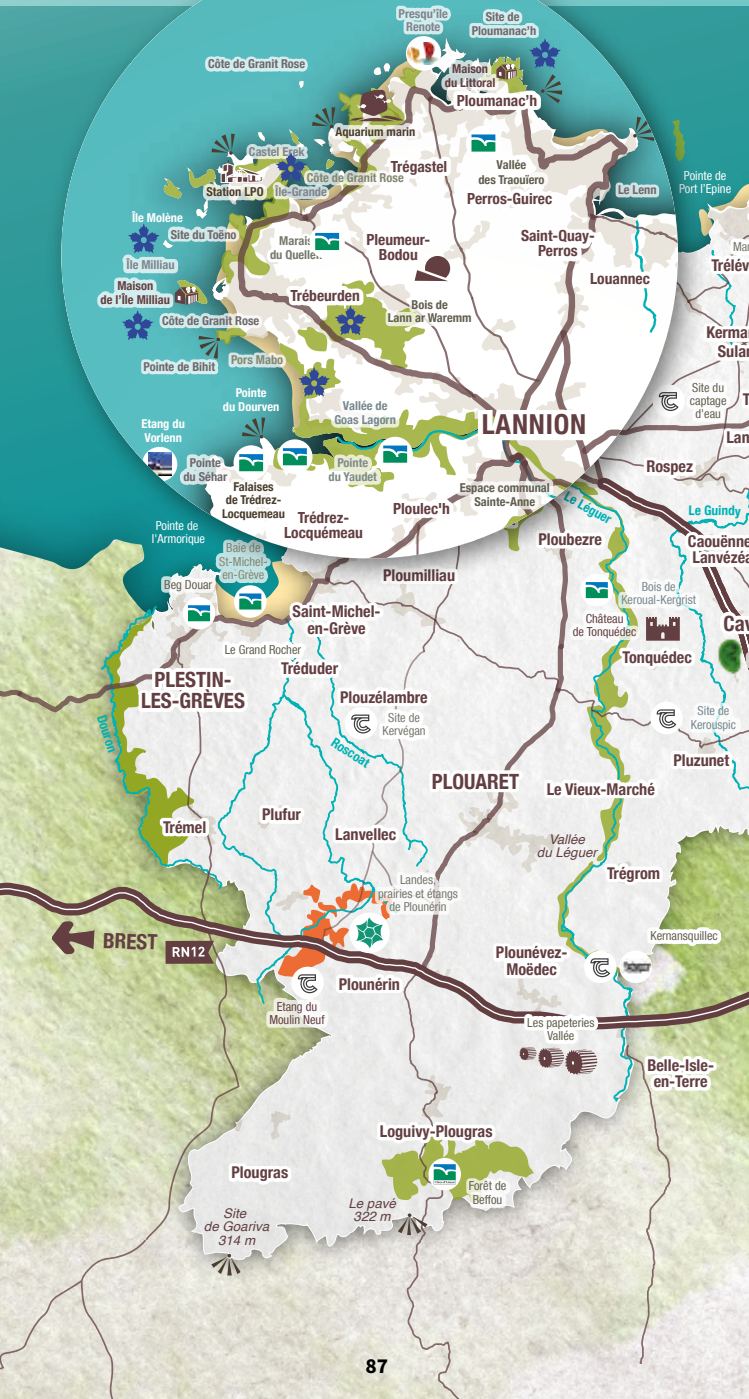 Presqu'île
Renote
Site de
Ploumanac'h
Côte de Granit Rose
Maison
du Littoral
Ploumanac'h
Aquarium marin
Castel Erek
Trégastel
Vallée
des Traouïero
Pointe de
Port l'Epine
Station LPO
Île-Grande
Côte de Granit Rose
Perros-Guirec
Le Lenn
Île Molène
Site du Toëno
Marais
du Quellen
Pleumeur-
Bodou
Saint-Quay-
Perros
Île Milliau
Maison
de l'Île Milliau
Louannec
Trébeurden
Bois de
Lann ar Waremm
Côte de Granit Rose
Pointe de Bihit
Pors Mabo
Pointe
du Dourven
Vallée de
Goas Lagorn
LANNION
Site du
captage
d'eau
Etang du
Vorlenn
Pointe
du Séhar
Falaises
de Trédrez-
Locquemeau
Pointe
du Yaudet
Rospez
Espace communal
Sainte-Anne
Trédrez-
Locquémeau
Ploulec'h
Le Léguer
Le Guindy
Pointe de
l'Armorique
Baie de
St-Michel-
en-Grève
Ploubezre
Caouënne
Lanvézéa
Beg Douar
Ploumilliau
Bois de
Keroual-Kergrist
Saint-Michel-
en-Grève
Château
de Tonquédec
Cav
Le Grand Rocher
Tréduder
Tonquédec
PLESTIN-
LES-GRÈVES
Plouzélambre
Site de
Kervégan
Site de
Kerouspic
Douron
Roscoat
Pluzunet
PLOUARET
Le Vieux-Marché
Trémel
Plufur
Lanvellec
Vallée
du Léguer
Trégrom
Landes,
prairies et étangs
de Plounérin
BREST
RN12
Plounévez-
Moëdec
Kernansquillec
Plounérin
Etang du
Moulin Neuf
Les papeteries
Vallée
Belle-Isle-
en-Terre
Loguivy-Plougras
Plougras
Forêt de
Beffou
Le pavé
322 m
Site
de Goariva
314 m
87